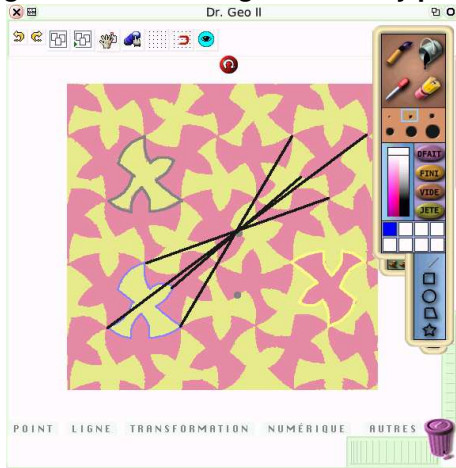 Dr. Geo II
DFAIT
FINI
VIDE
JETE
POINT LIGNE TRANSFORMATION NUMÉRIQUE AUTRES